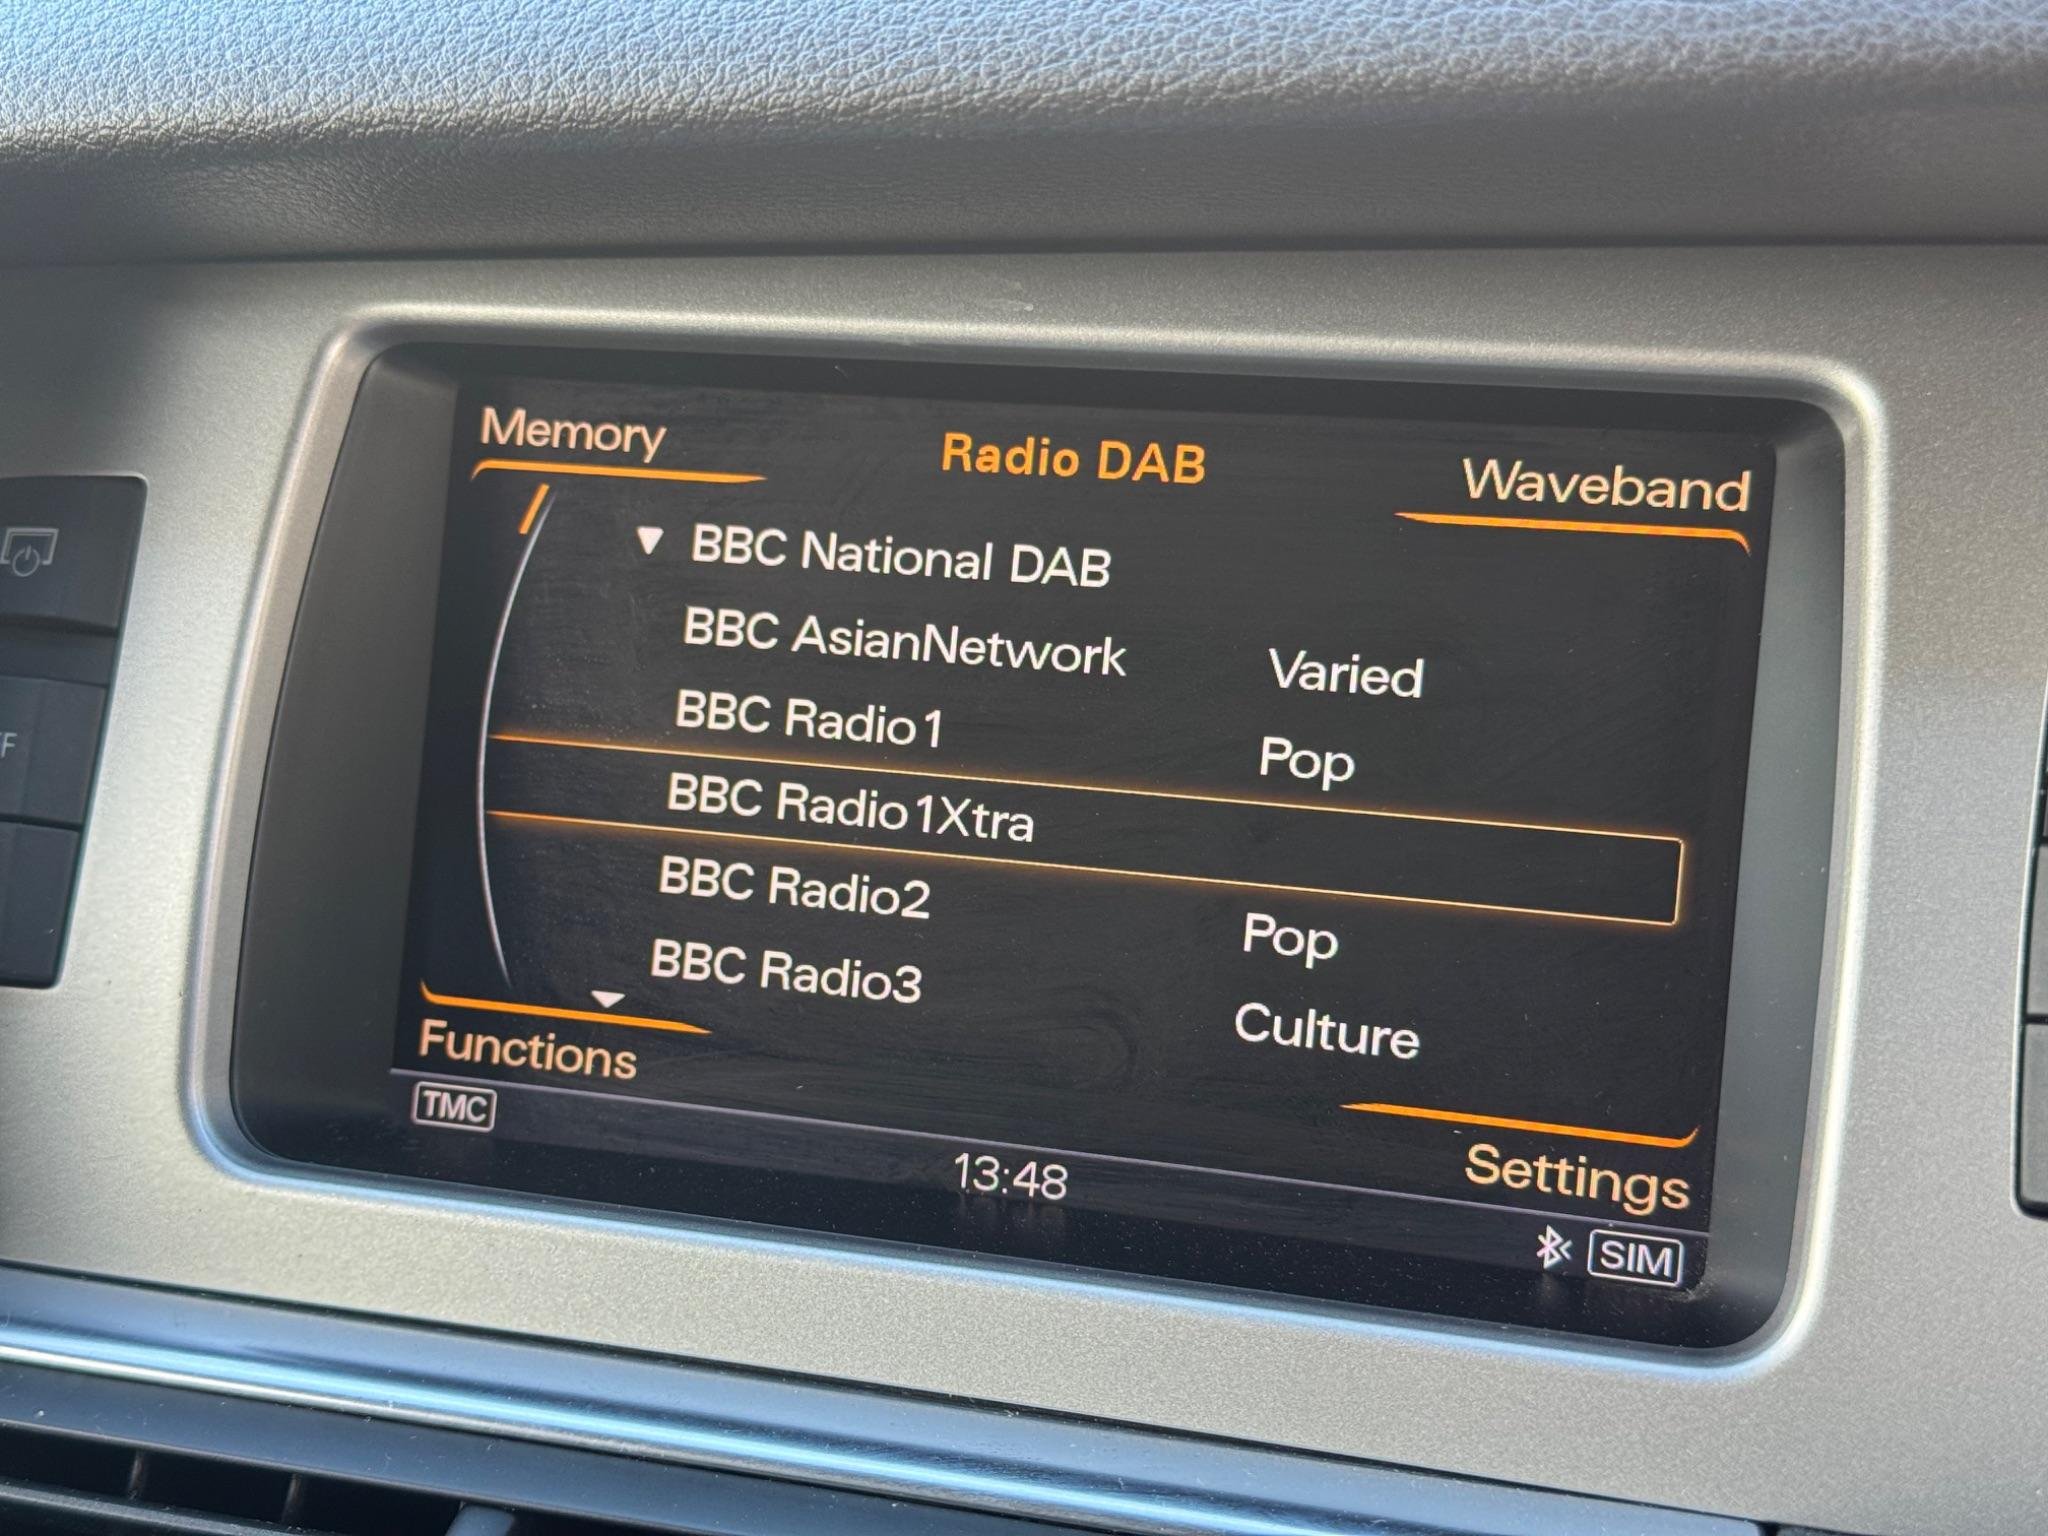 Memory
Radio DAB
Waveband
BBC National DAB
BBC AsianNetwork Varied
BBC Radio1 Pop
BBC Radio1Xtra
BBC Radio2 Pop
BBC Radio3 Culture
Functions
Settings
TMC
13:48
SIM